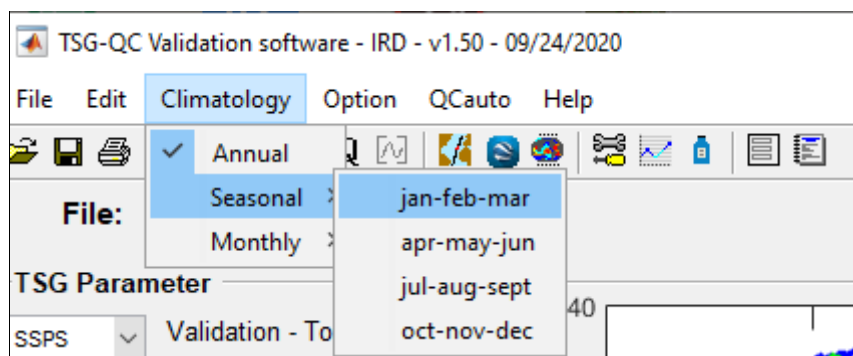 TSG-QC Validation software - IRD - v1.50 - 09/24/2020
File Edit Climatology Option QCauto Help
Annual
Seasonal > jan-feb-mar
File:
Monthly > apr-may-jun
TSG Parameter
jul-aug-sept
40
SSPS Validation - To
oct-nov-dec